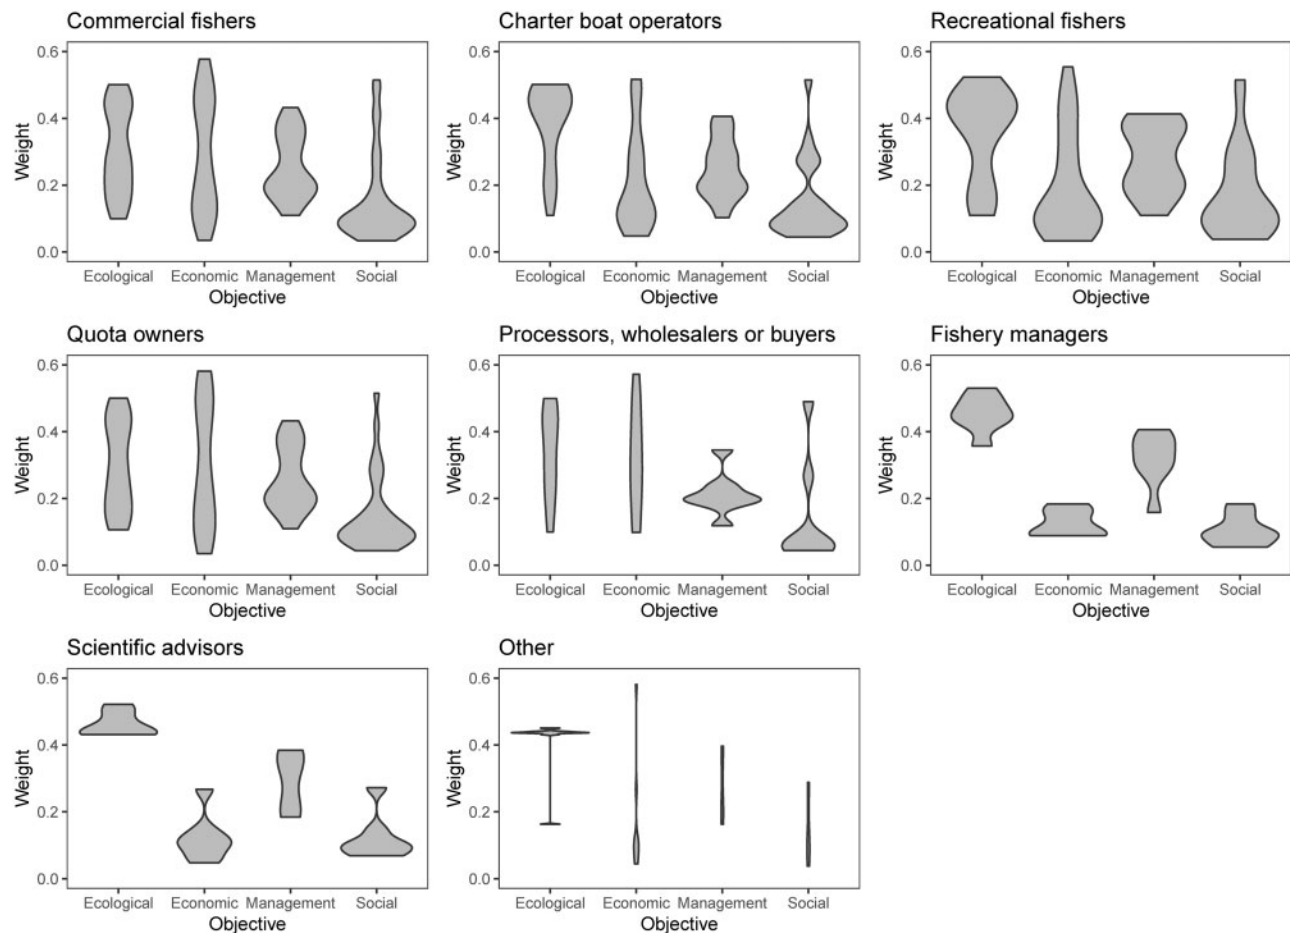 Commercial fishers
0.6
0.4
0.2
0.0
Weight
Ecological Economic Management Social
Objective
Charter boat operators
0.6
0.4
0.2
0.0
Weight
Ecological Economic Management Social
Objective
Recreational fishers
0.6
0.4
0.2
0.0
Weight
Ecological Economic Management Social
Objective
Quota owners
0.6
0.4
0.2
0.0
Weight
Ecological Economic Management Social
Objective
Processors, wholesalers or buyers
0.6
0.4
0.2
0.0
Weight
Ecological Economic Management Social
Objective
Fishery managers
0.6
0.4
0.2
0.0
Weight
Ecological Economic Management Social
Objective
Scientific advisors
0.6
0.4
0.2
0.0
Weight
Ecological Economic Management Social
Objective
Other
0.6
0.4
0.2
0.0
Weight
Ecological Economic Management Social
Objective